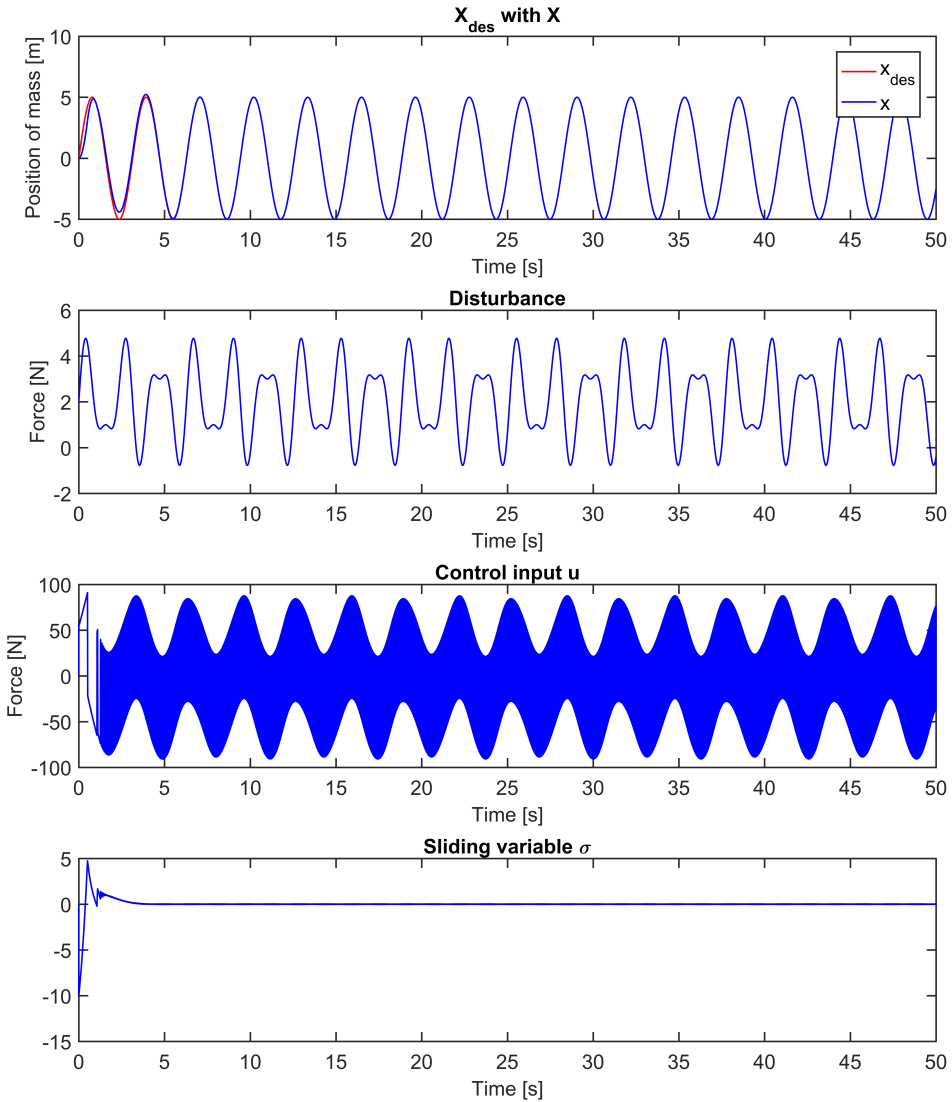 X_des with X
Position of mass [m]
10
5
0
-5
x_des
x
0 5 10 15 20 25 30 35 40 45 50
Time [s]
Disturbance
Force [N]
6
4
2
0
-2
0 5 10 15 20 25 30 35 40 45 50
Time [s]
Control input u
Force [N]
100
50
0
-50
-100
0 5 10 15 20 25 30 35 40 45 50
Time [s]
Sliding variable σ
5
0
-5
-10
-15
0 5 10 15 20 25 30 35 40 45 50
Time [s]